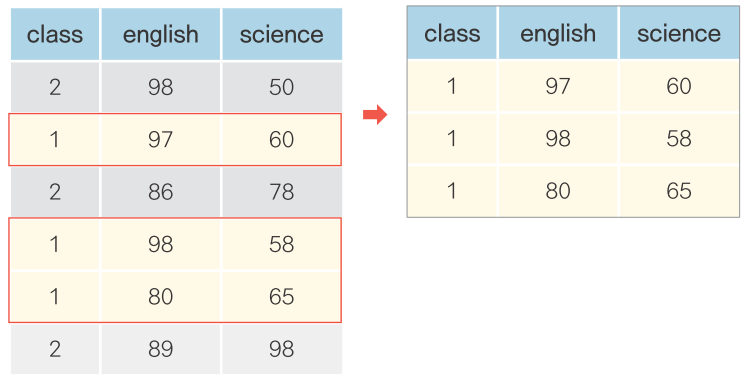 class english science
2 98 50
1 97 60
2 86 78
1 98 58
1 80 65
2 89 98
class english science
1 97 60
1 98 58
1 80 65